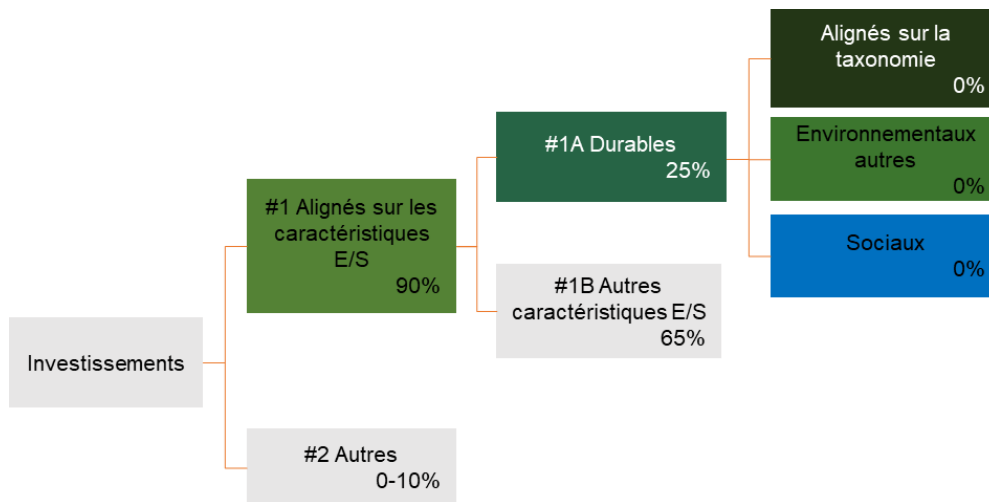 Investissements
#1 Alignés sur les
caractéristiques
E/S
90%
#2 Autres
0-10%
#1A Durables
25%
#1B Autres
caractéristiques E/S
65%
Alignés sur la
taxonomie
0%
Environnementaux
autres
0%
Sociaux
0%